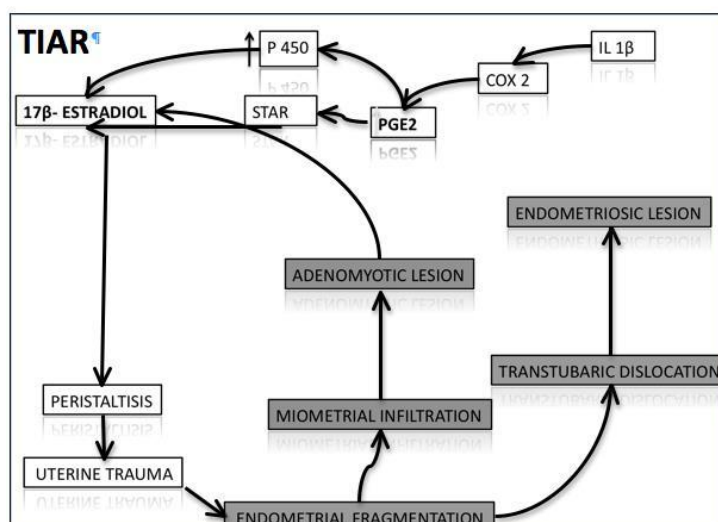 TIAR¶
P 450
IL 1β
COX 2
17β- ESTRADIOL
STAR
PGE2
ENDOMETRIOSIC LESION
ADENOMYOTIC LESION
TRANSTUBARIC DISLOCATION
PERISTALTISIS
MIOMETRIAL INFILTRATION
UTERINE TRAUMA
ENDOMETRIAL FRAGMENTATION